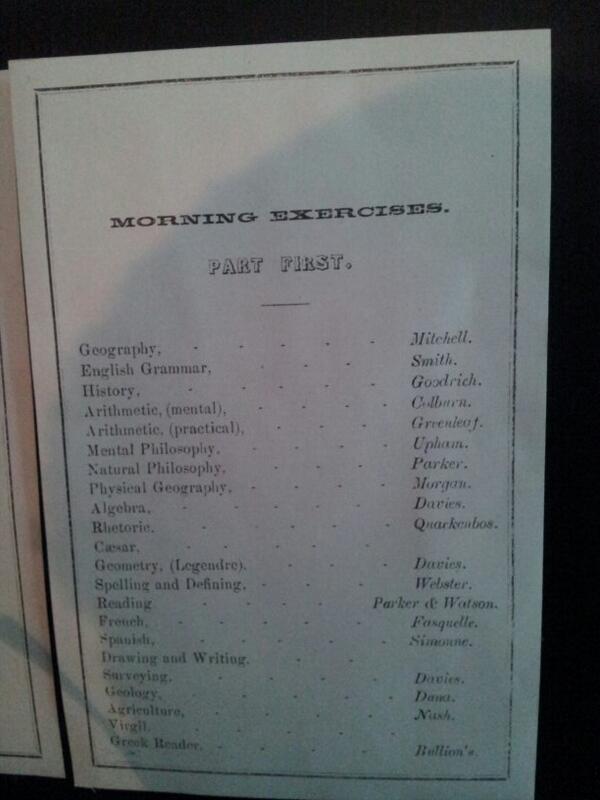 MORNING EXERCISES.
PART FIRST.
Geography, - - - - - Mitchell.
English Grammar, - - - - Smith.
History, - - - - - Goodrich.
Arithmetic, (mental), - - - - Colburn.
Arithmetic, (practical), - - - - Greenleaf.
Mental Philosophy, - - - - Upham.
Natural Philosophy, - - - - Parker.
Physical Geography, - - - - Morgan.
Algebra, - - - - - Davies.
Rhetoric. - - - - - Quackenbos.
Cæsar, - - - - -
Geometry, (Legendre). - - - - Davies.
Spelling and Defining, - - - - Webster.
Reading - - - - Parker & Watson.
French, - - - - - Fasquelle.
Spanish, - - - - - Simonne.
Drawing and Writing. - - -
Surveying, - - - - - Davies.
Geology, - - - - - Dana.
Agriculture, - - - - - Nash.
Virgil. - - - - -
Greek Reader. - - - - Bullion's.